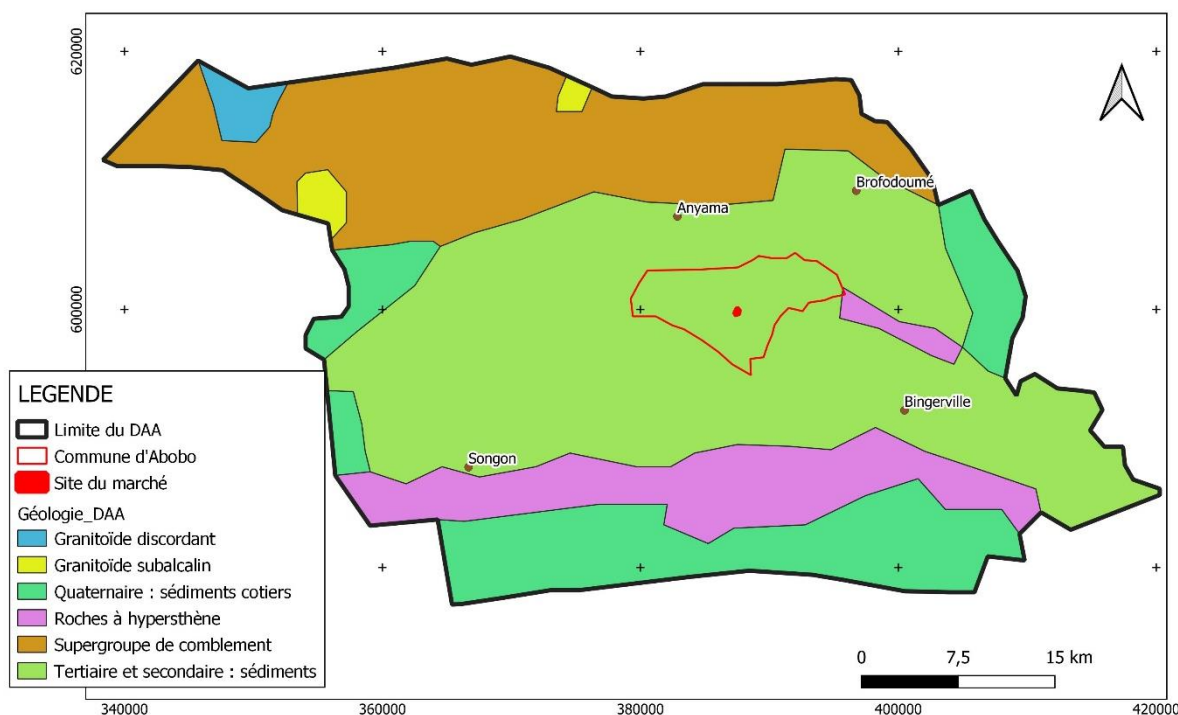 620000
600000
Brofodoumé
Anyama
Bingerville
Songon
LEGENDE
Limite du DAA
Commune d'Abobo
Site du marché
Géologie_DAA
Granitoïde discordant
Granitoïde subalcalin
Quaternaire : sédiments cotiers
Roches à hypersthène
Supergroupe de comblement
Tertiaire et secondaire : sédiments
0 7,5 15 km
340000 360000 380000 400000 420000